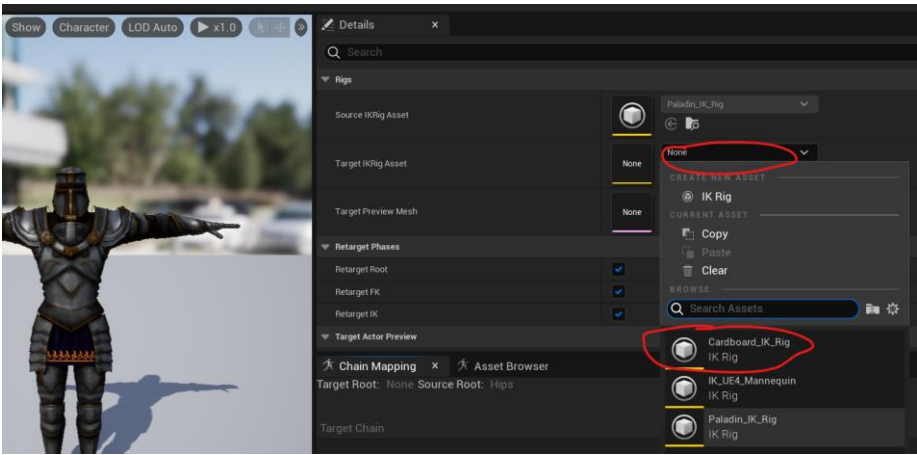 Show Character LOD Auto x1.0
Details
Search
Rigs
Source IKRig Asset
Paladin_IK_Rig
Target IKRig Asset
None
None
CREATE NEW ASSET
IK Rig
CURRENT ASSET
Copy
Paste
Clear
BROWSE
Search Assets
Cardboard_IK_Rig
IK Rig
IK_UE4_Mannequin
IK Rig
Paladin_IK_Rig
IK Rig
Target Preview Mesh
None
Retarget Phases
Retarget Root
Retarget FK
Retarget IK
Target Actor Preview
Chain Mapping Asset Browser
Target Root: None Source Root: Hips
Target Chain